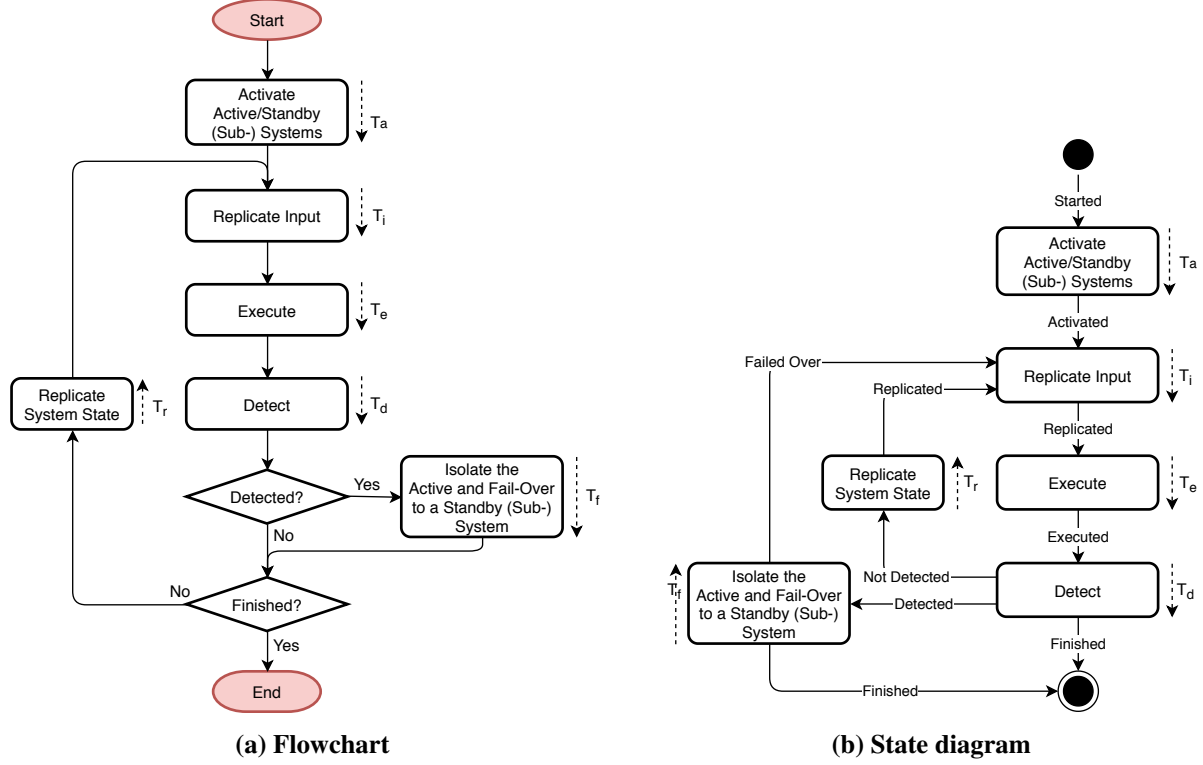 Start
Activate
Active/Standby
(Sub-) Systems
Ta
Replicate Input
Ti
Execute
Te
Replicate
System State
Tr
Detect
Td
Detected?
Yes
Isolate the
Active and Fail-Over
to a Standby (Sub-)
System
Tf
No
No
Finished?
Yes
End
(a) Flowchart
Started
Activate
Active/Standby
(Sub-) Systems
Ta
Activated
Failed Over
Replicate Input
Ti
Replicated
Replicated
Replicate
System State
Tr
Execute
Te
Executed
Not Detected
Detect
Td
Detected
Tf
Isolate the
Active and Fail-Over
to a Standby (Sub-)
System
Finished
Finished
(b) State diagram